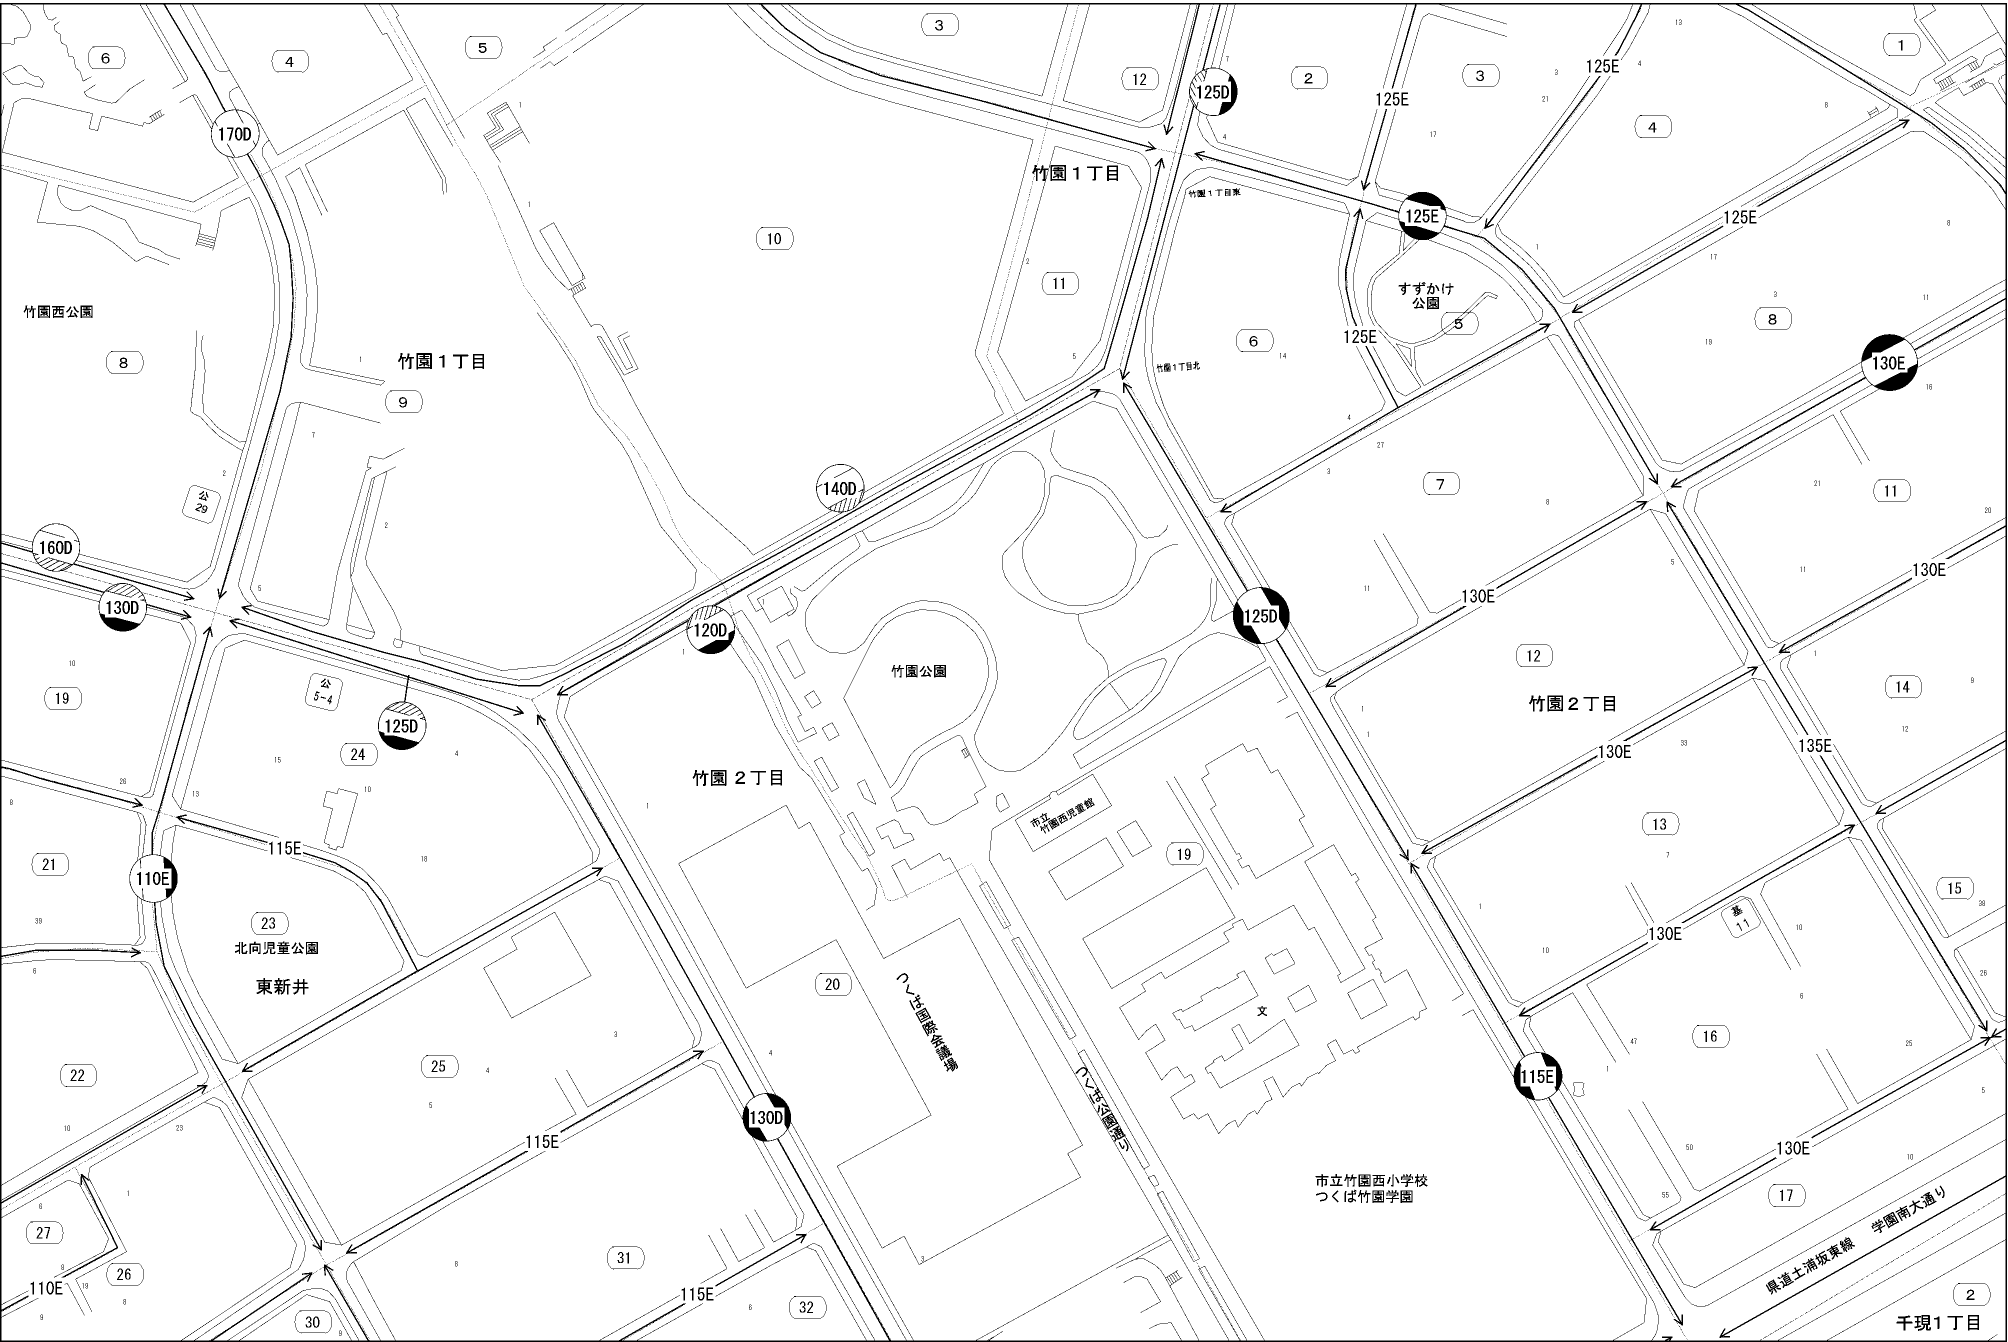 3
5
4
6
12
2
3
1
125D
125E
125E
4
170D
竹園1丁目
竹園1丁目東
125E
125E
10
11
すずかけ
公園
5
竹園西公園
8
竹園1丁目
9
6
125E
竹園1丁目北
8
130E
公
29
140D
7
11
160D
130D
120D
125D
130E
130E
19
公
5-4
125D
24
竹園公園
12
竹園2丁目
14
竹園2丁目
130E
135E
市立
竹園西児童館
19
13
21
115E
110E
23
北向児童公園
東新井
20
つくば国際会議場
文
130E
基
11
15
22
25
16
115E
115E
130D
つくば公園通り
130E
市立竹園西小学校
つくば竹園学園
17
県道土浦坂東線 学園南大通り
27
26
110E
31
115E
32
30
2
千現1丁目